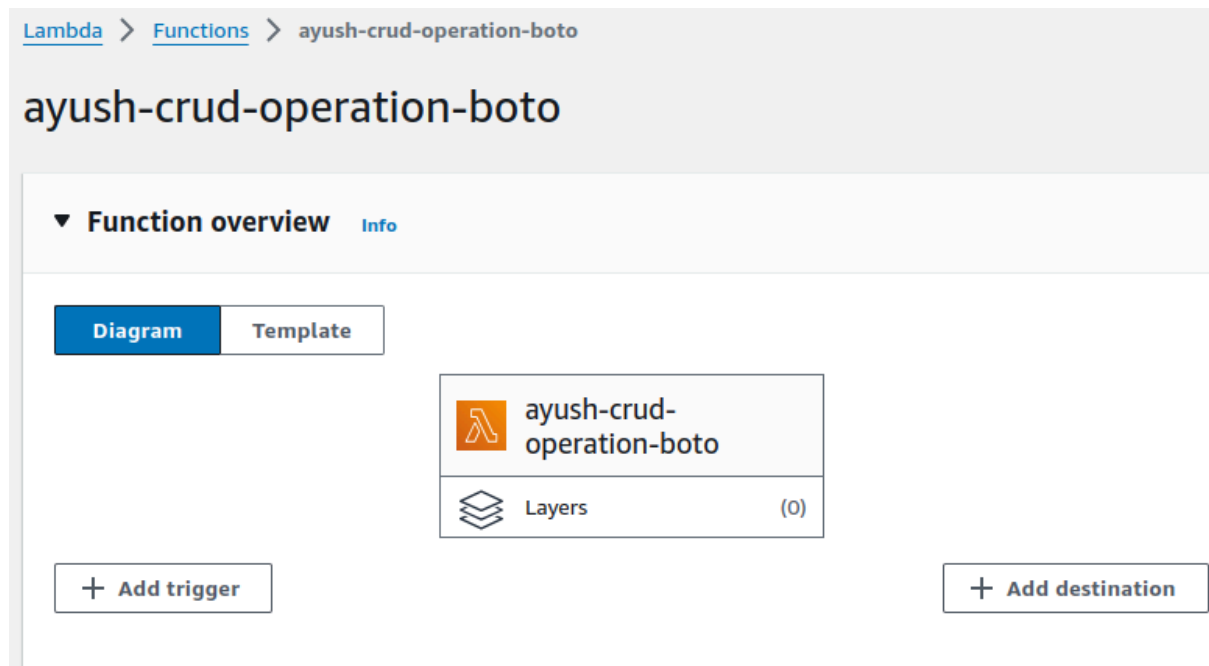 Lambda > Functions > ayush-crud-operation-boto
ayush-crud-operation-boto
Function overview Info
Diagram Template
ayush-crud-
operation-boto
Layers (0)
+ Add trigger + Add destination